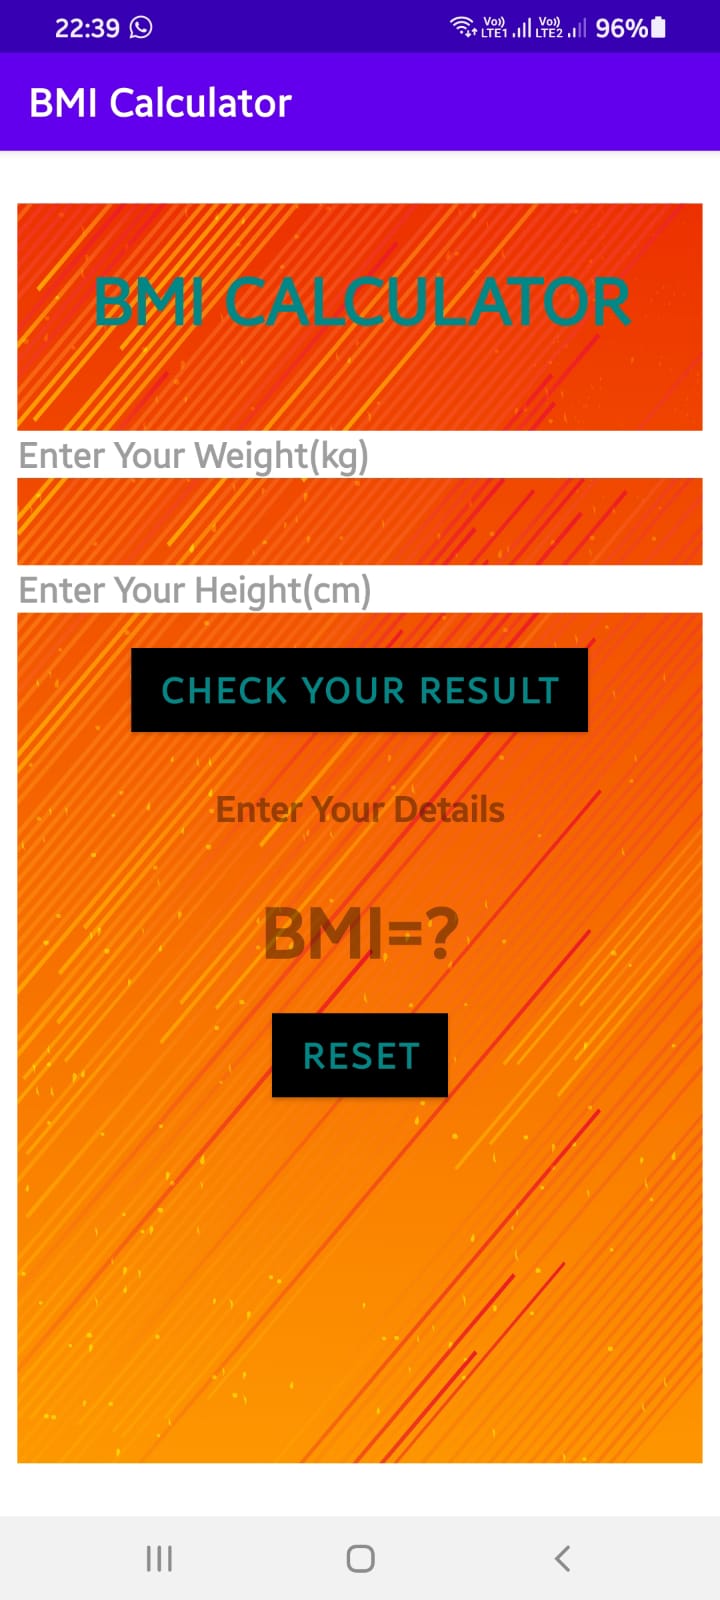 22:39
Vo)) LTE1 Vo)) LTE2 96%
BMI Calculator
BMI CALCULATOR
Enter Your Weight(kg)
Enter Your Height(cm)
CHECK YOUR RESULT
Enter Your Details
BMI=?
RESET